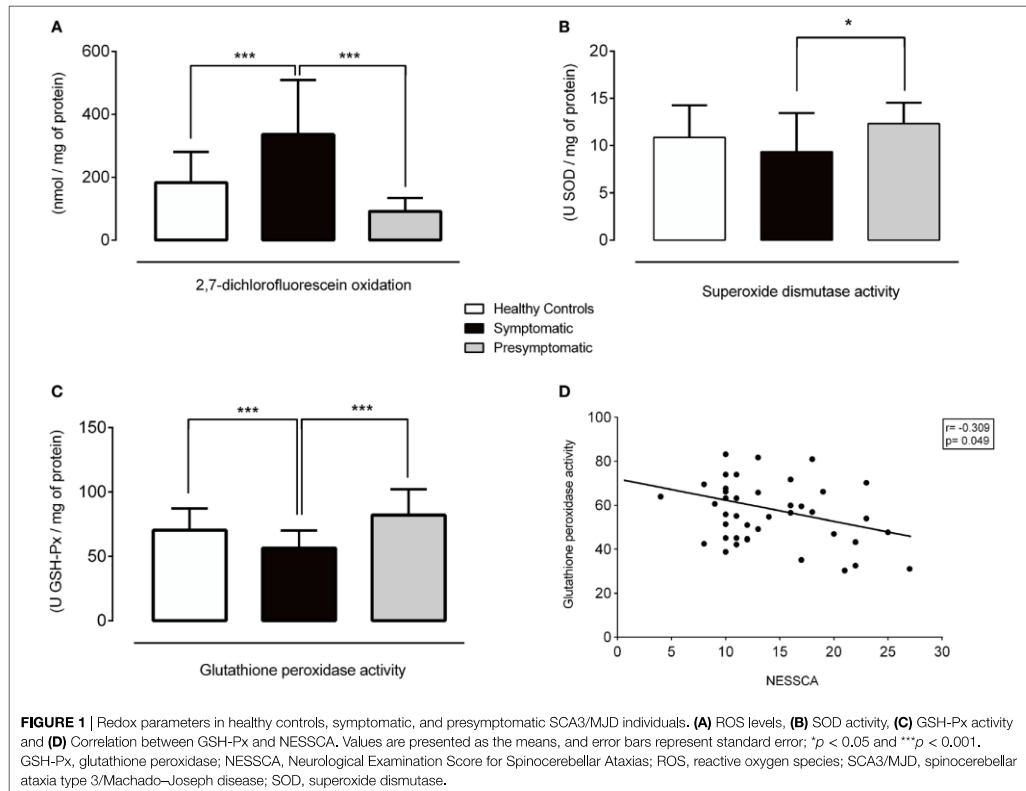 A
600
400
200
0
(nmol / mg of protein)
***
***
2,7-dichlorofluorescein oxidation
B
20
15
10
5
0
(U SOD / mg of protein)
*
Superoxide dismutase activity
Healthy Controls
Symptomatic
Presymptomatic
C
150
100
50
0
(U GSH-Px / mg of protein)
***
***
Glutathione peroxidase activity
D
100
80
60
40
20
0
Glutathione peroxidase activity
r= -0.309
p= 0.049
0 5 10 15 20 25 30
NESSCA
FIGURE 1 | Redox parameters in healthy controls, symptomatic, and presymptomatic SCA3/MJD individuals. (A) ROS levels, (B) SOD activity, (C) GSH-Px activity
and (D) Correlation between GSH-Px and NESSCA. Values are presented as the means, and error bars represent standard error; *p < 0.05 and ***p < 0.001.
GSH-Px, glutathione peroxidase; NESSCA, Neurological Examination Score for Spinocerebellar Ataxias; ROS, reactive oxygen species; SCA3/MJD, spinocerebellar
ataxia type 3/Machado–Joseph disease; SOD, superoxide dismutase.